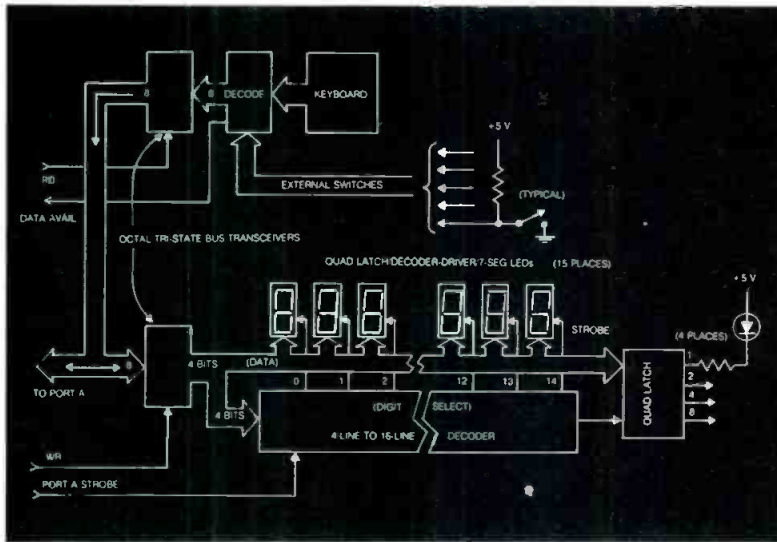 8
8
DECODE
KEYBOARD
+5 V
RD
EXTERNAL SWITCHES
(TYPICAL)
DATA AVAIL
OCTAL TRI-STATE BUS TRANSCEIVERS
QUAD LATCH/DECODER-DRIVER/7-SEG LEDs (15 PLACES)
+5 V
STROBE
(4 PLACES)
8
4 BITS
(DATA)
TO PORT A
0 1 2 12 13 14
1
2
4
8
QUAD LATCH
4 BITS
(DIGIT SELECT)
4-LINE TO 16-LINE DECODER
WR
PORT A STROBE